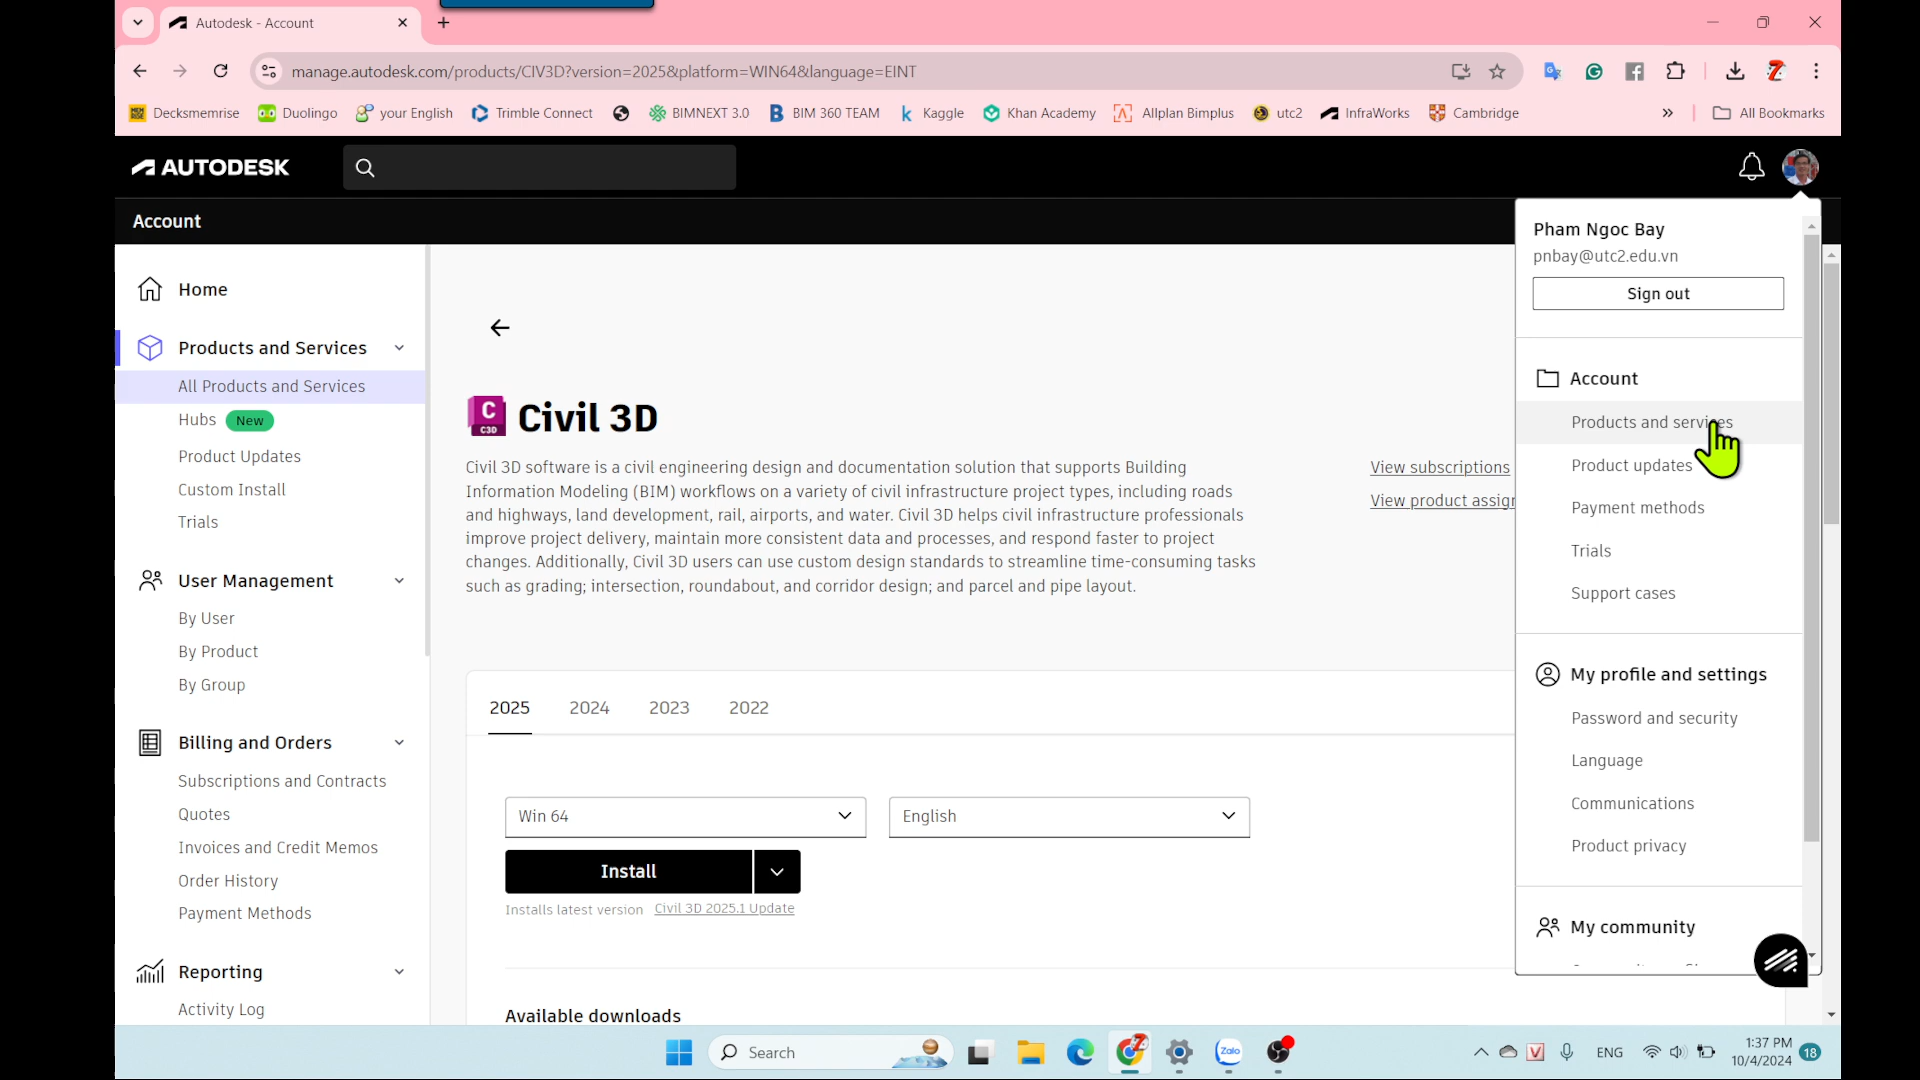 Autodesk - Account
manage.autodesk.com/products/CIV3D?version=2025&platform=WIN64&language=EINT
Decksmemrise
Duolingo
your English
Trimble Connect
BIMNEXT 3.0
BIM 360 TEAM
Kaggle
Khan Academy
Allplan Bimplus
utc2
InfraWorks
Cambridge
All Bookmarks
AUTODESK
Account
Home
Products and Services
All Products and Services
Hubs New
Product Updates
Custom Install
Trials
User Management
By User
By Product
By Group
Billing and Orders
Subscriptions and Contracts
Quotes
Invoices and Credit Memos
Order History
Payment Methods
Reporting
Activity Log
C
C3D
Civil 3D
Civil 3D software is a civil engineering design and documentation solution that supports Building
Information Modeling (BIM) workflows on a variety of civil infrastructure project types, including roads
and highways, land development, rail, airports, and water. Civil 3D helps civil infrastructure professionals
improve project delivery, maintain more consistent data and processes, and respond faster to project
changes. Additionally, Civil 3D users can use custom design standards to streamline time-consuming tasks
such as grading; intersection, roundabout, and corridor design; and parcel and pipe layout.
View subscriptions
View product assign
2025 2024 2023 2022
Win 64
English
Install
Installs latest version Civil 3D 2025.1 Update
Available downloads
Pham Ngoc Bay
pnbay@utc2.edu.vn
Sign out
Account
Products and services
Product updates
Payment methods
Trials
Support cases
My profile and settings
Password and security
Language
Communications
Product privacy
My community
Search
Zalo
ENG
1:37 PM
10/4/2024
18